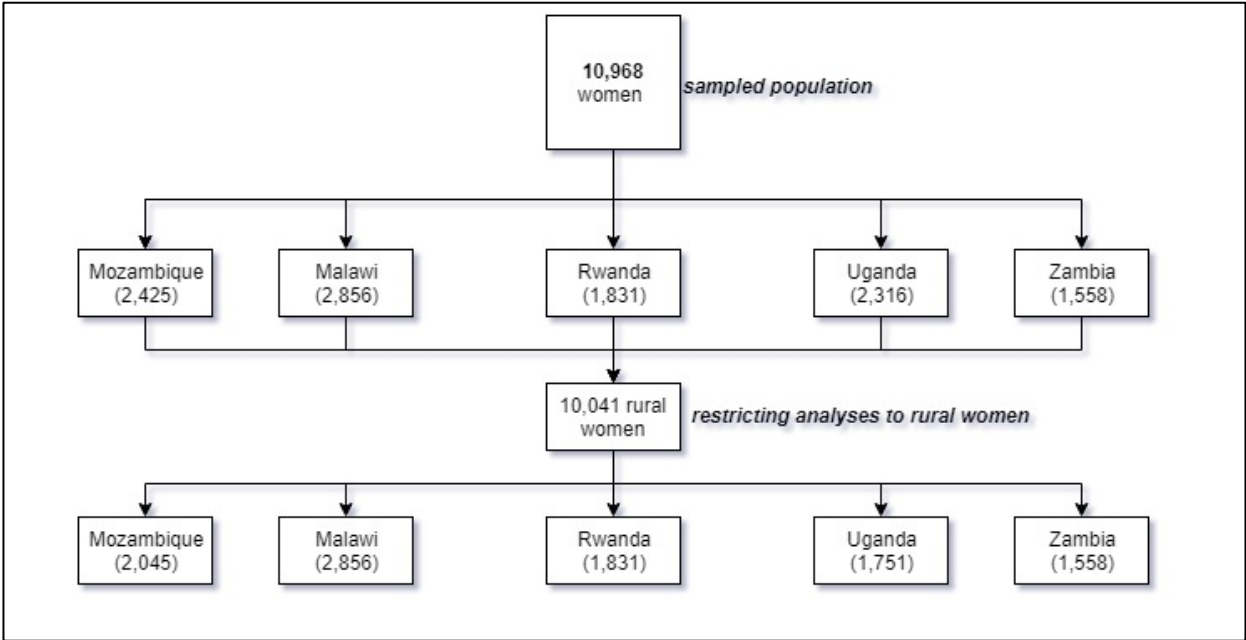 10,968
women
sampled population
Mozambique
(2,425)
Malawi
(2,856)
Rwanda
(1,831)
Uganda
(2,316)
Zambia
(1,558)
10,041 rural
women
restricting analyses to rural women
Mozambique
(2,045)
Malawi
(2,856)
Rwanda
(1,831)
Uganda
(1,751)
Zambia
(1,558)